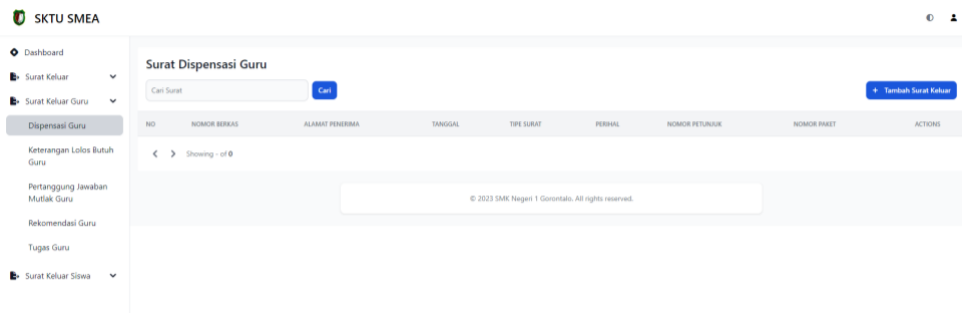 SKTU SMEA
Dashboard
Surat Keluar
Surat Keluar Guru
Dispensasi Guru
Keterangan Lolos Butuh
Guru
Pertanggung Jawaban
Mutlak Guru
Rekomendasi Guru
Tugas Guru
Surat Keluar Siswa
Surat Dispensasi Guru
Cari Surat
Cari
+ Tambah Surat Keluar
NO NOMOR BERKAS ALAMAT PENERIMA TANGGAL TIPE SURAT PERIHAL NOMOR PETUNJUK NOMOR PAKET ACTIONS
Showing - of 0
© 2023 SMK Negeri 1 Gorontalo. All rights reserved.